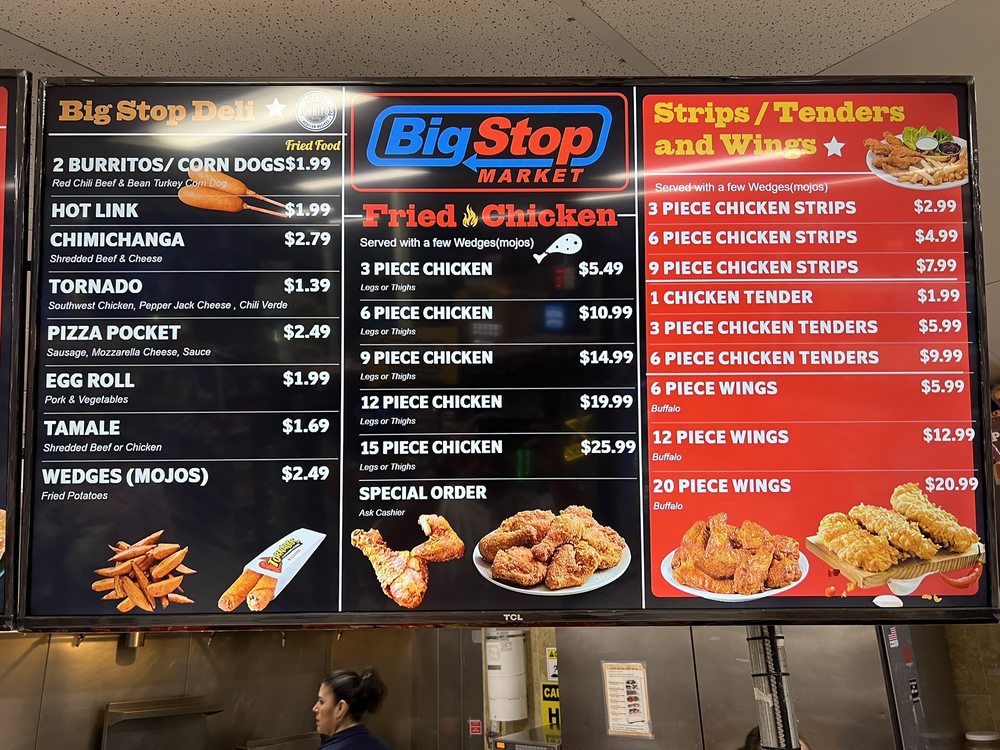 Big Stop Deli
BURRITOS
Fried Food
2 BURRITOS/ CORN DOGS $1.99
Red Chili Beef & Bean Turkey Corn Dog
HOT LINK $1.99
CHIMICHANGA $2.79
Shredded Beef & Cheese
TORNADO $1.39
Southwest Chicken, Pepper Jack Cheese , Chili Verde
PIZZA POCKET $2.49
Sausage, Mozzarella Cheese, Sauce
EGG ROLL $1.99
Pork & Vegetables
TAMALE $1.69
Shredded Beef or Chicken
WEDGES (MOJOS) $2.49
Fried Potatoes
Tornados
Big Stop
MARKET
Fried Chicken
Served with a few Wedges(mojos)
3 PIECE CHICKEN $5.49
Legs or Thighs
6 PIECE CHICKEN $10.99
Legs or Thighs
9 PIECE CHICKEN $14.99
Legs or Thighs
12 PIECE CHICKEN $19.99
Legs or Thighs
15 PIECE CHICKEN $25.99
Legs or Thighs
SPECIAL ORDER
Ask Cashier
Strips / Tenders
and Wings
Served with a few Wedges(mojos)
3 PIECE CHICKEN STRIPS $2.99
6 PIECE CHICKEN STRIPS $4.99
9 PIECE CHICKEN STRIPS $7.99
1 CHICKEN TENDER $1.99
3 PIECE CHICKEN TENDERS $5.99
6 PIECE CHICKEN TENDERS $9.99
6 PIECE WINGS $5.99
Buffalo
12 PIECE WINGS $12.99
Buffalo
20 PIECE WINGS $20.99
Buffalo
TCL